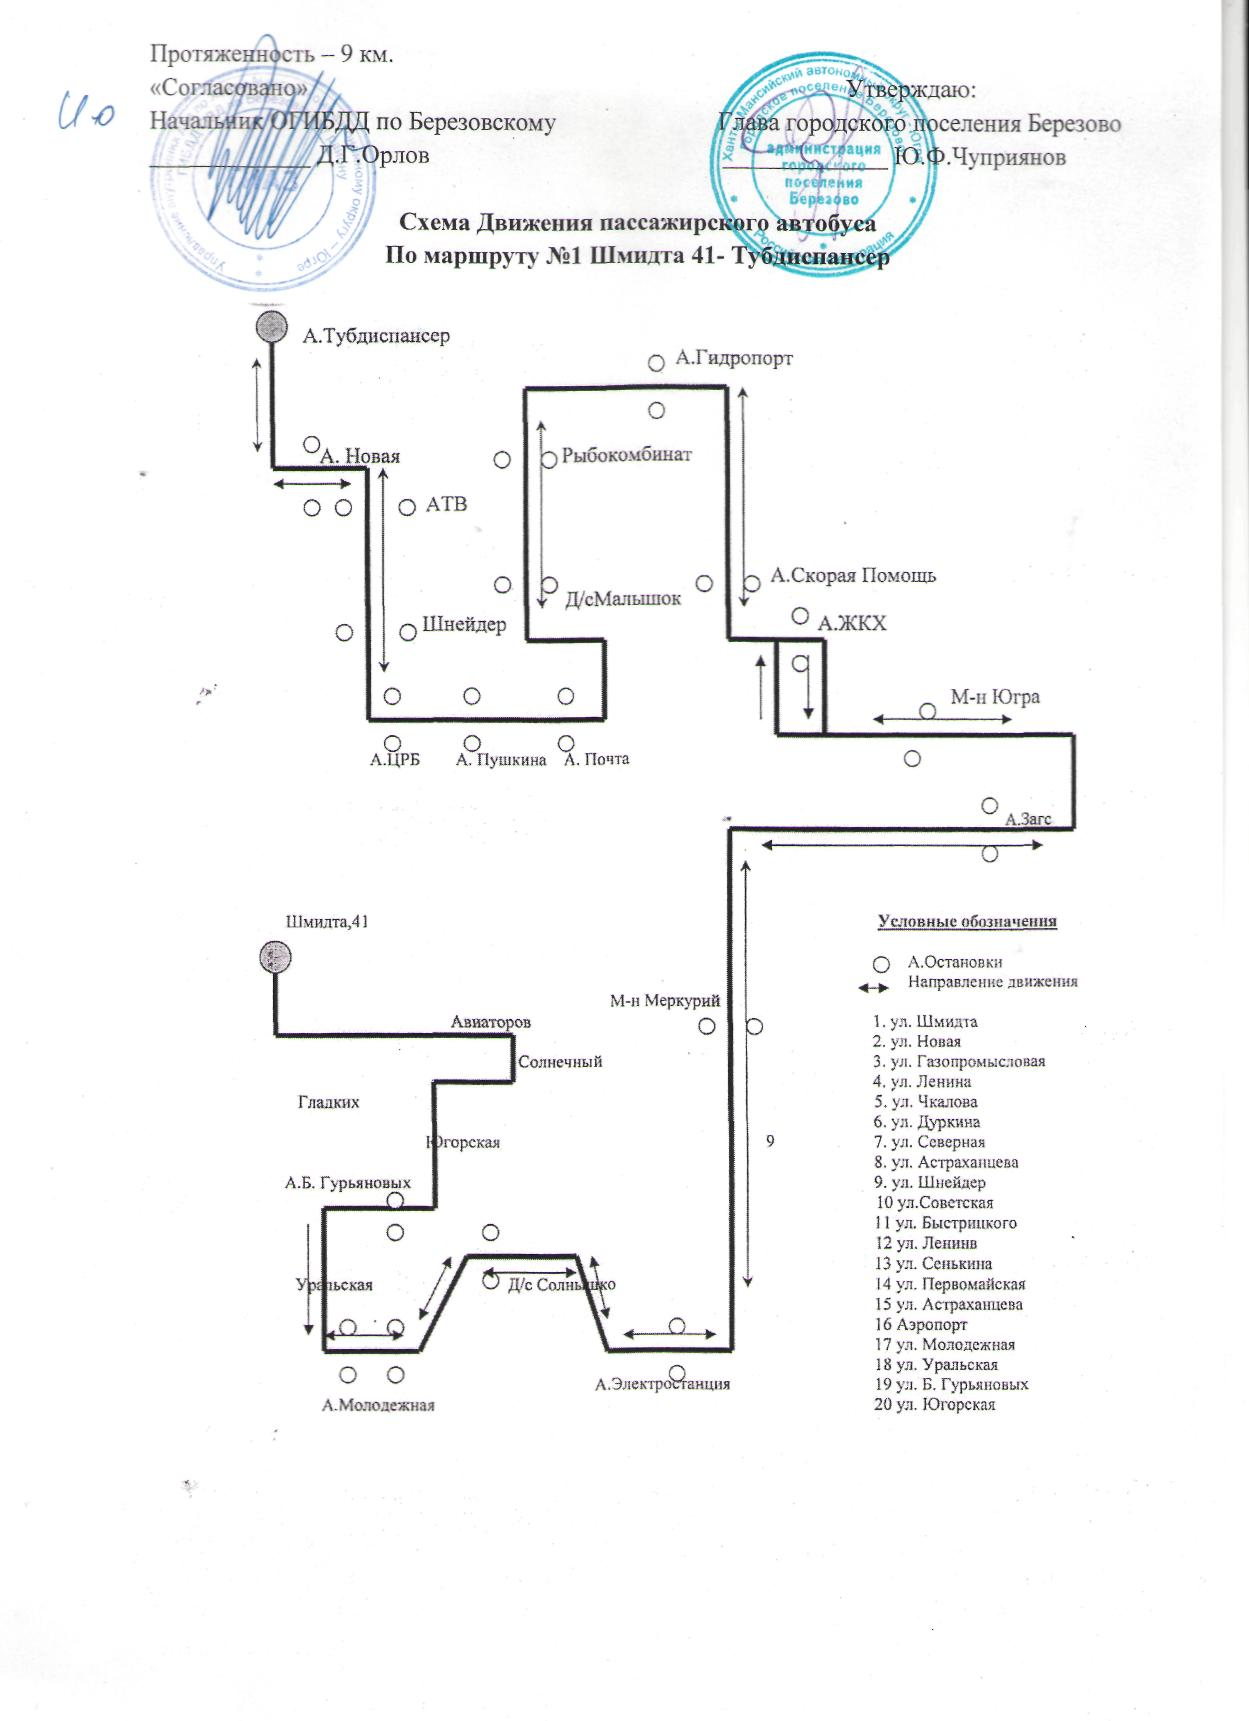 Протяженность – 9 км.
«Согласовано»
Утверждаю:
Ио
Начальник ОГИБДД по Березовскому
Глава городского поселения Березово
Д.Г.Орлов
Ю.Ф.Чуприянов
администрация
городского
поселения
Березово
Схема Движения пассажирского автобуса
По маршруту №1 Шмидта 41- Тубдиспансер
А.Тубдиспансер
А.Гидропорт
А. Новая
Рыбокомбинат
АТВ
А.Скорая Помощь
Д/сМалышок
Шнейдер
А.ЖКХ
М-н Югра
А.ЦРБ
А. Пушкина
А. Почта
А.Загс
Шмилта,41
Условные обозначения
А.Остановки
Направление движения
М-н Меркурий
Авиаторов
Солнечный
Гладких
Югорская
9
А.Б. Гурьяновых
Уральская
Д/с Солнышко
А.Электростанция
А.Молодежная
1. ул. Шмидта
2. ул. Новая
3. ул. Газопромысловая
4. ул. Ленина
5. ул. Чкалова
6. ул. Дуркина
7. ул. Северная
8. ул. Астраханцева
9. ул. Шнейдер
10 ул.Советская
11 ул. Быстрицкого
12 ул. Ленинв
13 ул. Сенькина
14 ул. Первомайская
15 ул. Астраханцева
16 Аэропорт
17 ул. Молодежная
18 ул. Уральская
19 ул. Б. Гурьяновых
20 ул. Югорская